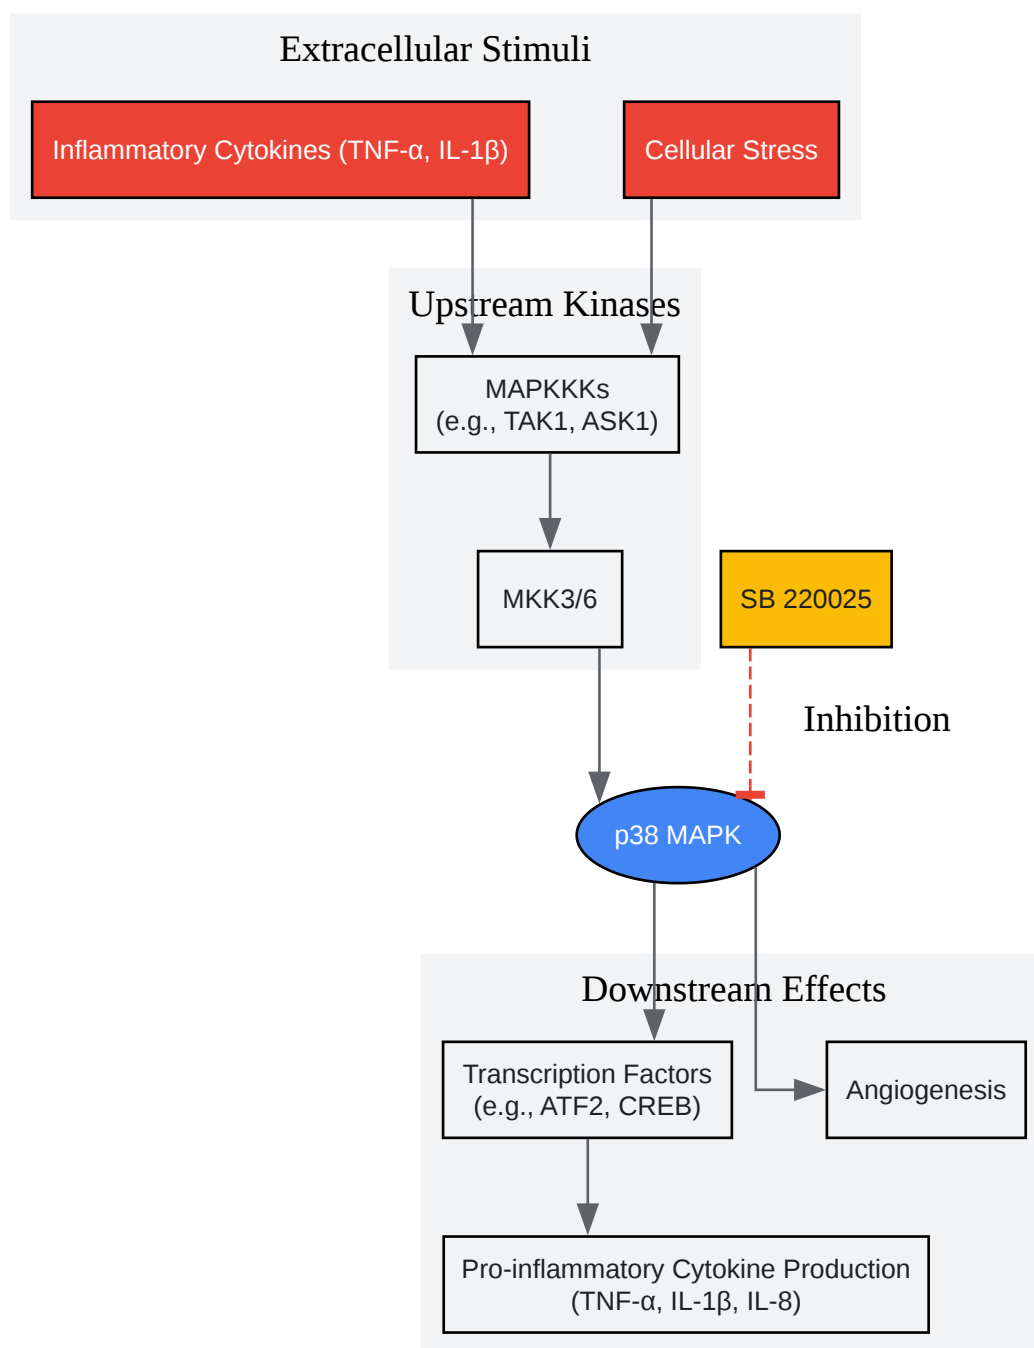 Extracellular Stimuli
Inflammatory Cytokines (TNF-α, IL-1β)
Cellular Stress
Upstream Kinases
MAPKKKs
(e.g., TAK1, ASK1)
MKK3/6
SB 220025
Inhibition
p38 MAPK
Downstream Effects
Transcription Factors
(e.g., ATF2, CREB)
Angiogenesis
Pro-inflammatory Cytokine Production
(TNF-α, IL-1β, IL-8)